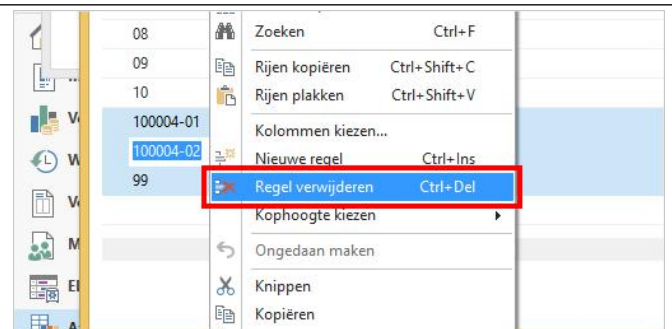 08
Zoeken Ctrl+F
09
Rijen kopiëren Ctrl+Shift+C
10
Rijen plakken Ctrl+Shift+V
100004-01
Kolommen kiezen...
100004-02
Nieuwe regel Ctrl+Ins
99
Regel verwijderen Ctrl+Del
Kophoogte kiezen
Ongedaan maken
Knippen
Kopiëren